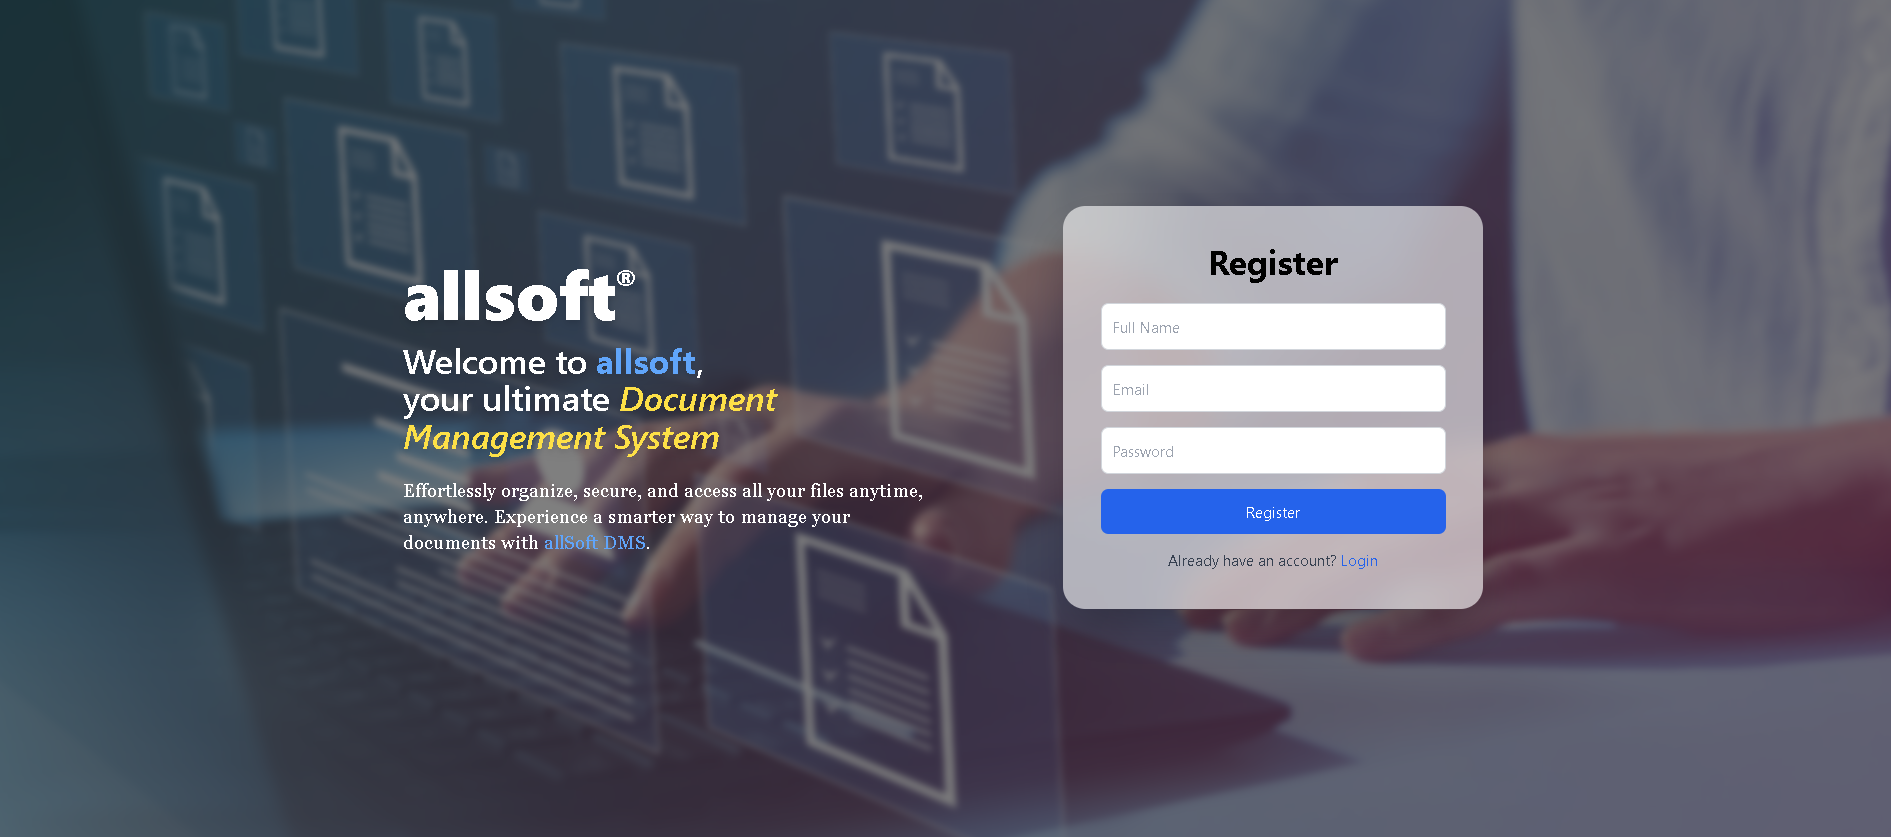 allsoft®
Welcome to allsoft,
your ultimate Document
Management System
Effortlessly organize, secure, and access all your files anytime,
anywhere. Experience a smarter way to manage your
documents with allSoft DMS.
Register
Full Name
Email
Password
Register
Already have an account? Login